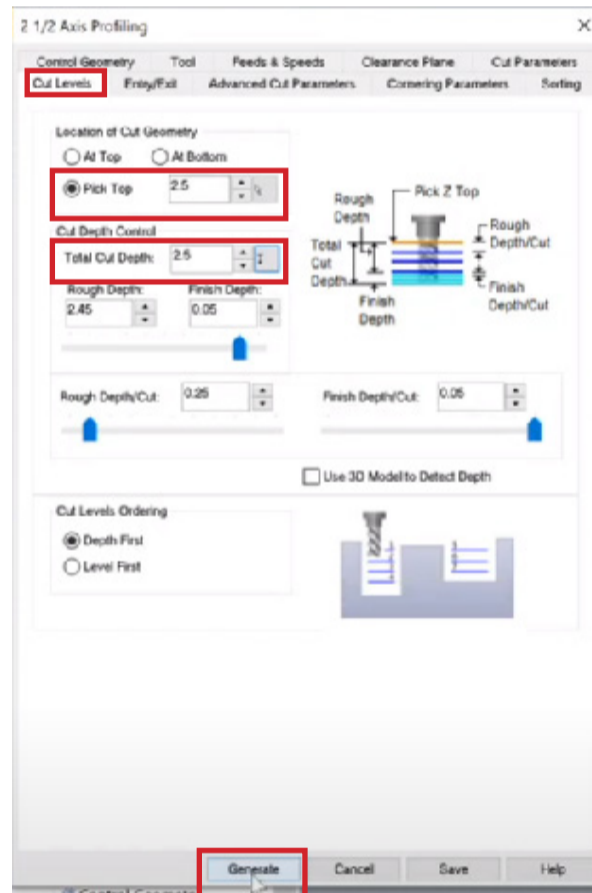 2 1/2 Axis Profiling
Control Geometry Tool Feeds & Speeds Clearance Plane Cut Parameters
Cut Levels Entry/Exit Advanced Cut Parameters Cornering Parameters Sorting
Location of Cut Geometry
At Top At Bottom
Pick Top 2.5
Cut Depth Control
Total Cut Depth: 2.5
Rough Depth: Finish Depth:
2.45 0.05
Rough Depth
Pick Z Top
Total Cut Depth
Rough Depth/Cut
Finish Depth
Finish Depth/Cut
Rough Depth/Cut: 0.25 Finish Depth/Cut: 0.05
Use 3D Model to Detect Depth
Cut Levels Ordering
Depth First
Level First
Generate Cancel Save Help
Control Geometry